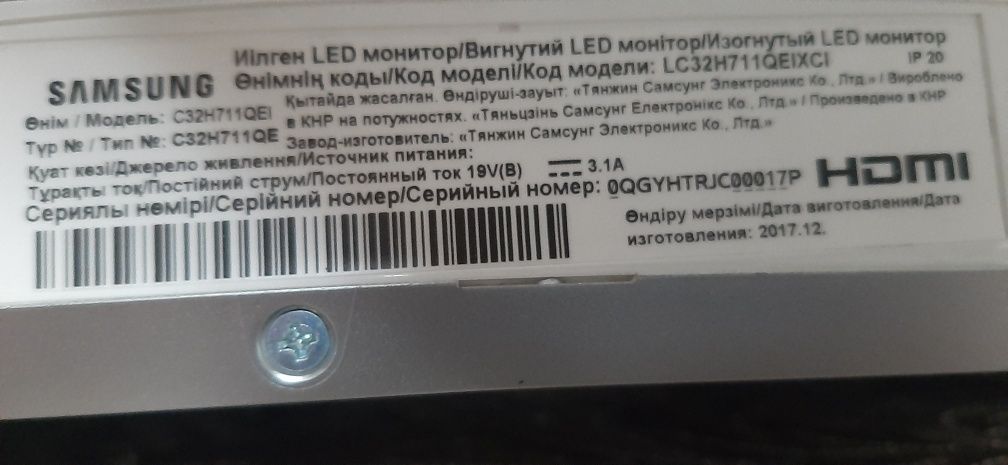 SAMSUNG
Иілген LED монитор/Вигнутий LED монітор/Изогнутый LED монитор
Өнімнің коды/Код моделі/Код модели: LC32H711QEIXCI IP 20
Өнім / Модель: C32H711QEI
Түр № / Тип №: C32H711QE
Қытайда жасалған. Өндіруші-зауыт: «Тянжин Самсунг Электроникс Ко., Лтд.» / Вироблено
в КНР на потужностях. «Тяньцзінь Самсунг Електронікс Ко., Лтд.» / Произведено в КНР
Завод-изготовитель: «Тянжин Самсунг Электроникс Ко., Лтд.»
Қуат көзі/Джерело живлення/Источник питания:
Тұрақты ток/Постійний струм/Постоянный ток 19V(B) 3.1A
Сериялы нөмірі/Серійний номер/Серийный номер: 0QGYHTRJC00017P
HDMI
Өндіру мерзімі/Дата виготовлення/Дата
изготовления: 2017.12.